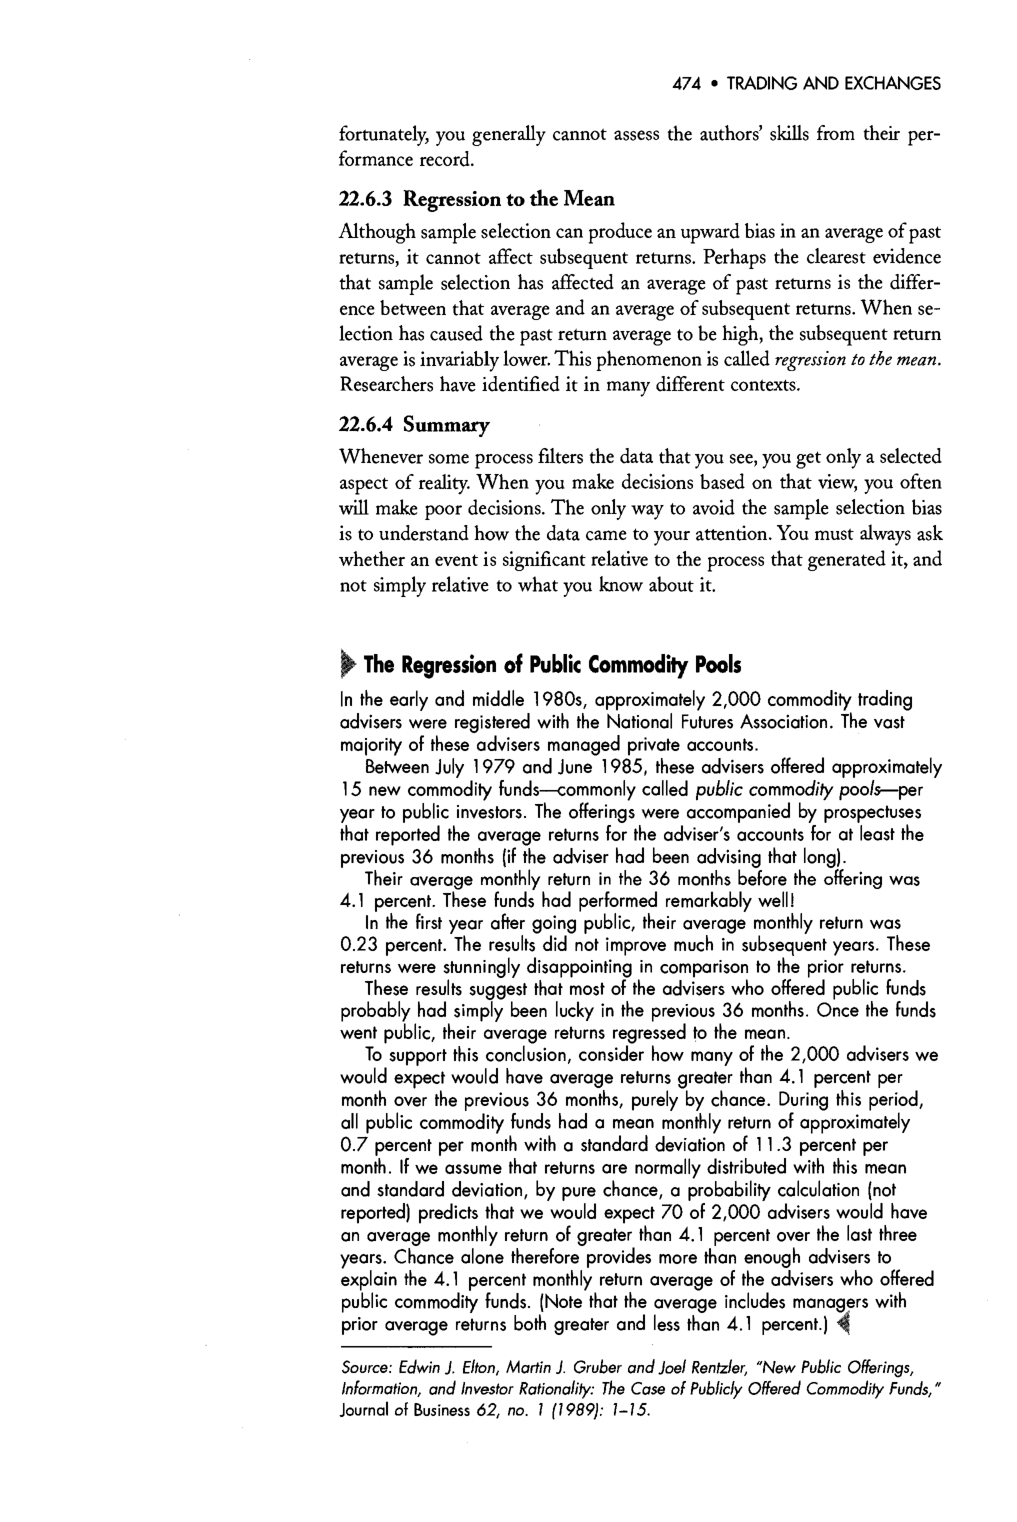 474 • TRADING AND EXCHANGES
fortunately, you generally cannot assess the authors' skills from their per-
formance record.
22.6.3 Regression to the Mean
Although sample selection can produce an upward bias in an average of past
returns, it cannot affect subsequent returns. Perhaps the clearest evidence
that sample selection has affected an average of past returns is the differ-
ence between that average and an average of subsequent returns. When se-
lection has caused the past return average to be high, the subsequent return
average is invariably lower. This phenomenon is called regression to the mean.
Researchers have identified it in many different contexts.
22.6.4 Summary
Whenever some process filters the data that you see, you get only a selected
aspect of reality. When you make decisions based on that view, you often
will make poor decisions. The only way to avoid the sample selection bias
is to understand how the data came to your attention. You must always ask
whether an event is significant relative to the process that generated it, and
not simply relative to what you know about it.
The Regression of Public Commodity Pools
In the early and middle 1980s, approximately 2,000 commodity trading
advisers were registered with the National Futures Association. The vast
majority of these advisers managed private accounts.
Between July 1979 and June 1985, these advisers offered approximately
15 new commodity funds—commonly called public commodity pools—per
year to public investors. The offerings were accompanied by prospectuses
that reported the average returns for the adviser's accounts for at least the
previous 36 months (if the adviser had been advising that long).
Their average monthly return in the 36 months before the offering was
4.1 percent. These funds had performed remarkably well!
In the first year after going public, their average monthly return was
0.23 percent. The results did not improve much in subsequent years. These
returns were stunningly disappointing in comparison to the prior returns.
These results suggest that most of the advisers who offered public funds
probably had simply been lucky in the previous 36 months. Once the funds
went public, their average returns regressed to the mean.
To support this conclusion, consider how many of the 2,000 advisers we
would expect would have average returns greater than 4.1 percent per
month over the previous 36 months, purely by chance. During this period,
all public commodity funds had a mean monthly return of approximately
0.7 percent per month with a standard deviation of 11.3 percent per
month. If we assume that returns are normally distributed with this mean
and standard deviation, by pure chance, a probability calculation (not
reported) predicts that we would expect 70 of 2,000 advisers would have
an average monthly return of greater than 4.1 percent over the last three
years. Chance alone therefore provides more than enough advisers to
explain the 4.1 percent monthly return average of the advisers who offered
public commodity funds. (Note that the average includes managers with
prior average returns both greater and less than 4.1 percent.)
Source: Edwin J. Elton, Martin J. Gruber and Joel Rentzler, "New Public Offerings,
Information, and Investor Rationality: The Case of Publicly Offered Commodity Funds,"
Journal of Business 62, no. 1 (1989): 1–15.